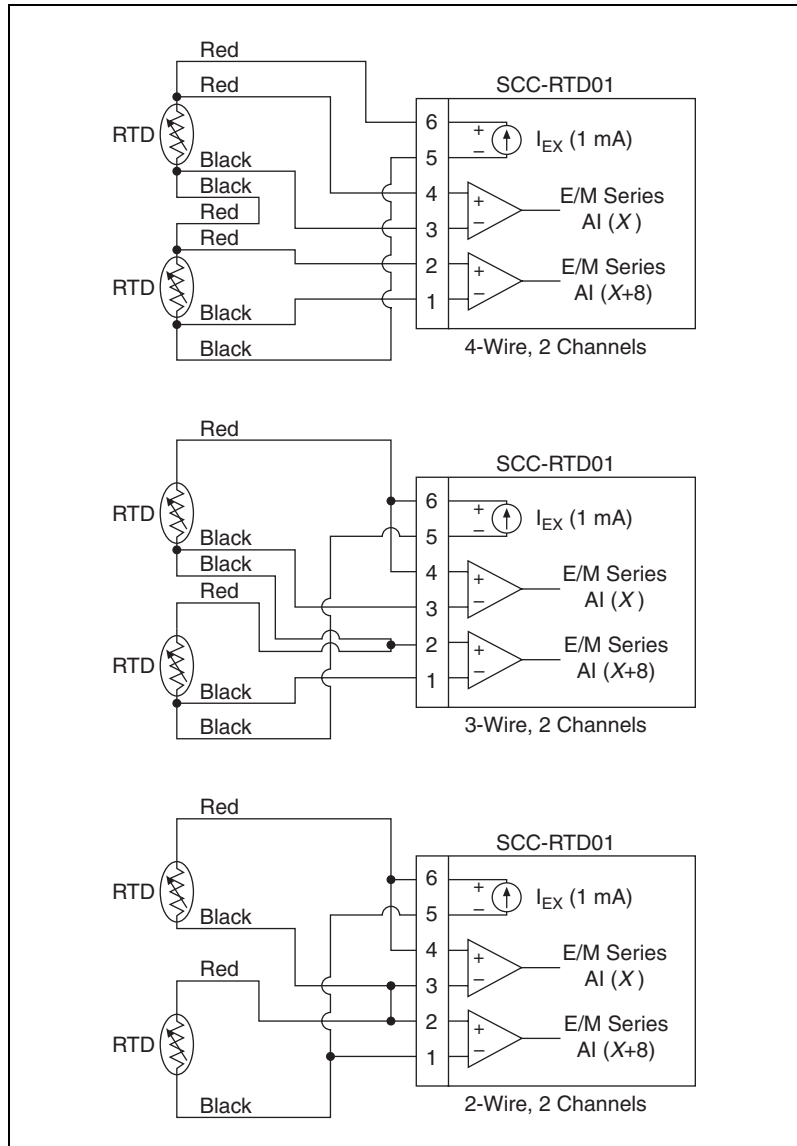 Red
Red
RTD
Black
Black
Red
Red
RTD
Black
Black
SCC-RTD01
6
5
4
3
2
1
+
−
I_EX (1 mA)
+
−
E/M Series
AI (X)
+
−
E/M Series
AI (X+8)
4-Wire, 2 Channels
Red
RTD
Black
Black
Red
RTD
Black
Black
SCC-RTD01
6
5
4
3
2
1
+
−
I_EX (1 mA)
+
−
E/M Series
AI (X)
+
−
E/M Series
AI (X+8)
3-Wire, 2 Channels
Red
RTD
Black
Red
RTD
Black
SCC-RTD01
6
5
4
3
2
1
+
−
I_EX (1 mA)
+
−
E/M Series
AI (X)
+
−
E/M Series
AI (X+8)
2-Wire, 2 Channels